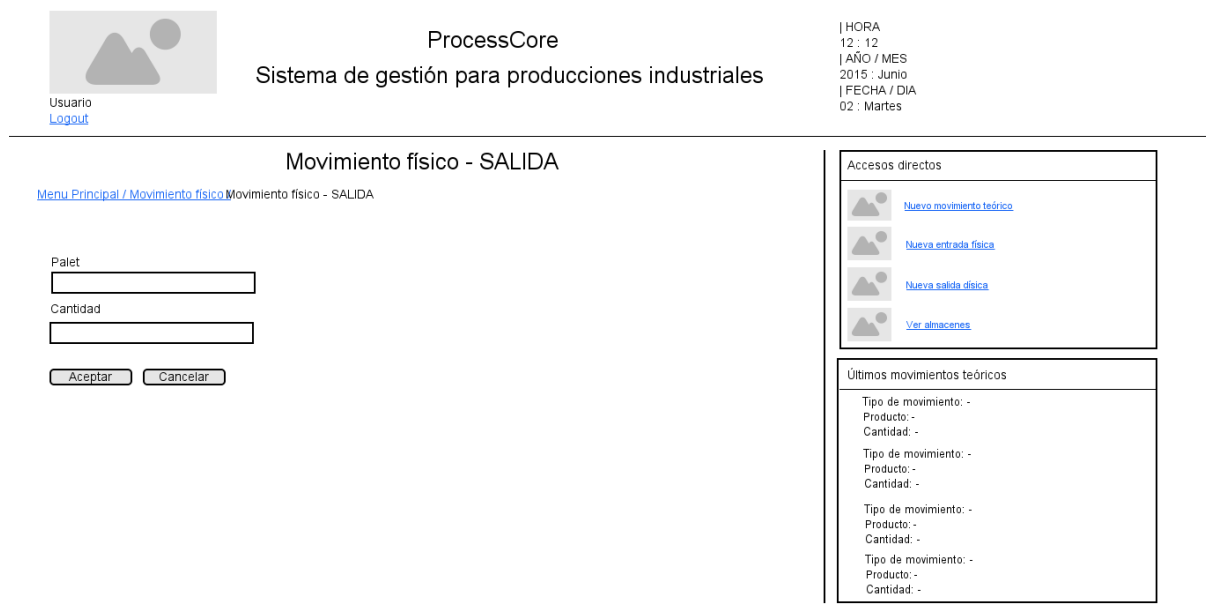 ProcessCore
Sistema de gestión para producciones industriales
Usuario
Logout
| HORA
12 : 12
| AÑO / MES
2015 : Junio
| FECHA / DIA
02 : Martes
Movimiento físico - SALIDA
Menu Principal / Movimiento físico / Movimiento físico - SALIDA
Palet
Cantidad
Aceptar Cancelar
Accesos directos
Nuevo movimiento teórico
Nueva entrada física
Nueva salida dísica
Ver almacenes
Últimos movimientos teóricos
Tipo de movimiento: -
Producto: -
Cantidad: -
Tipo de movimiento: -
Producto: -
Cantidad: -
Tipo de movimiento: -
Producto: -
Cantidad: -
Tipo de movimiento: -
Producto: -
Cantidad: -